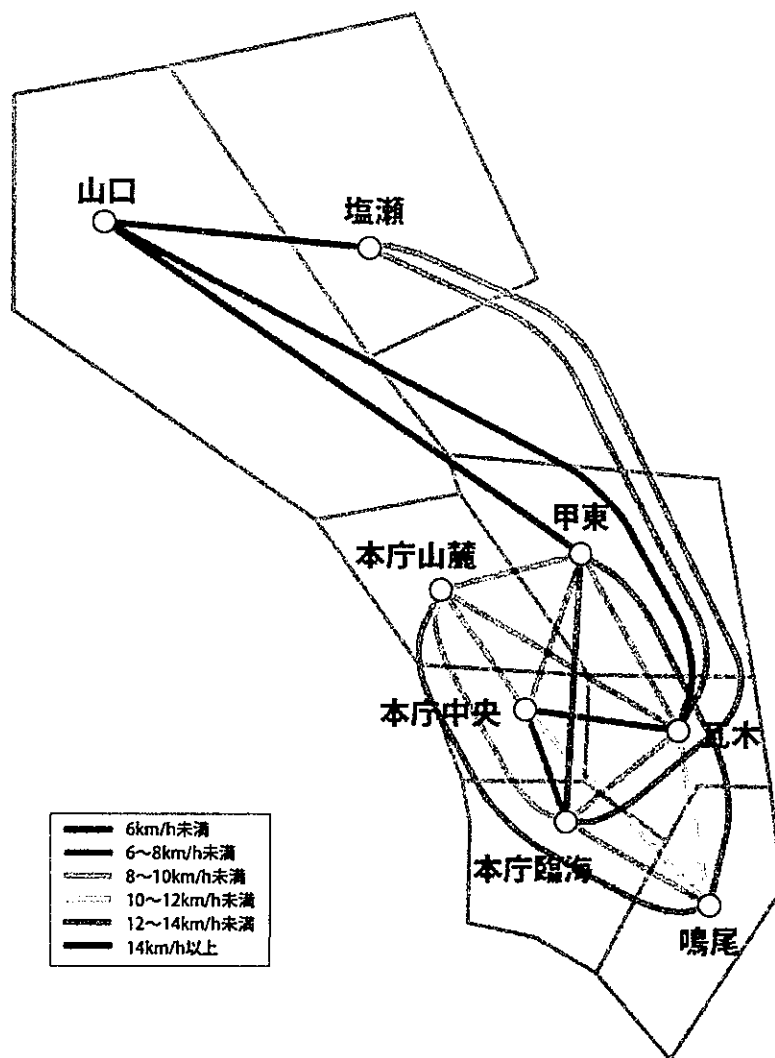 山口
塩瀬
甲東
本庁山麓
本庁中央
瓦木
本庁臨海
鳴尾
6km/h未満
6～8km/h未満
8～10km/h未満
10～12km/h未満
12～14km/h未満
14km/h以上